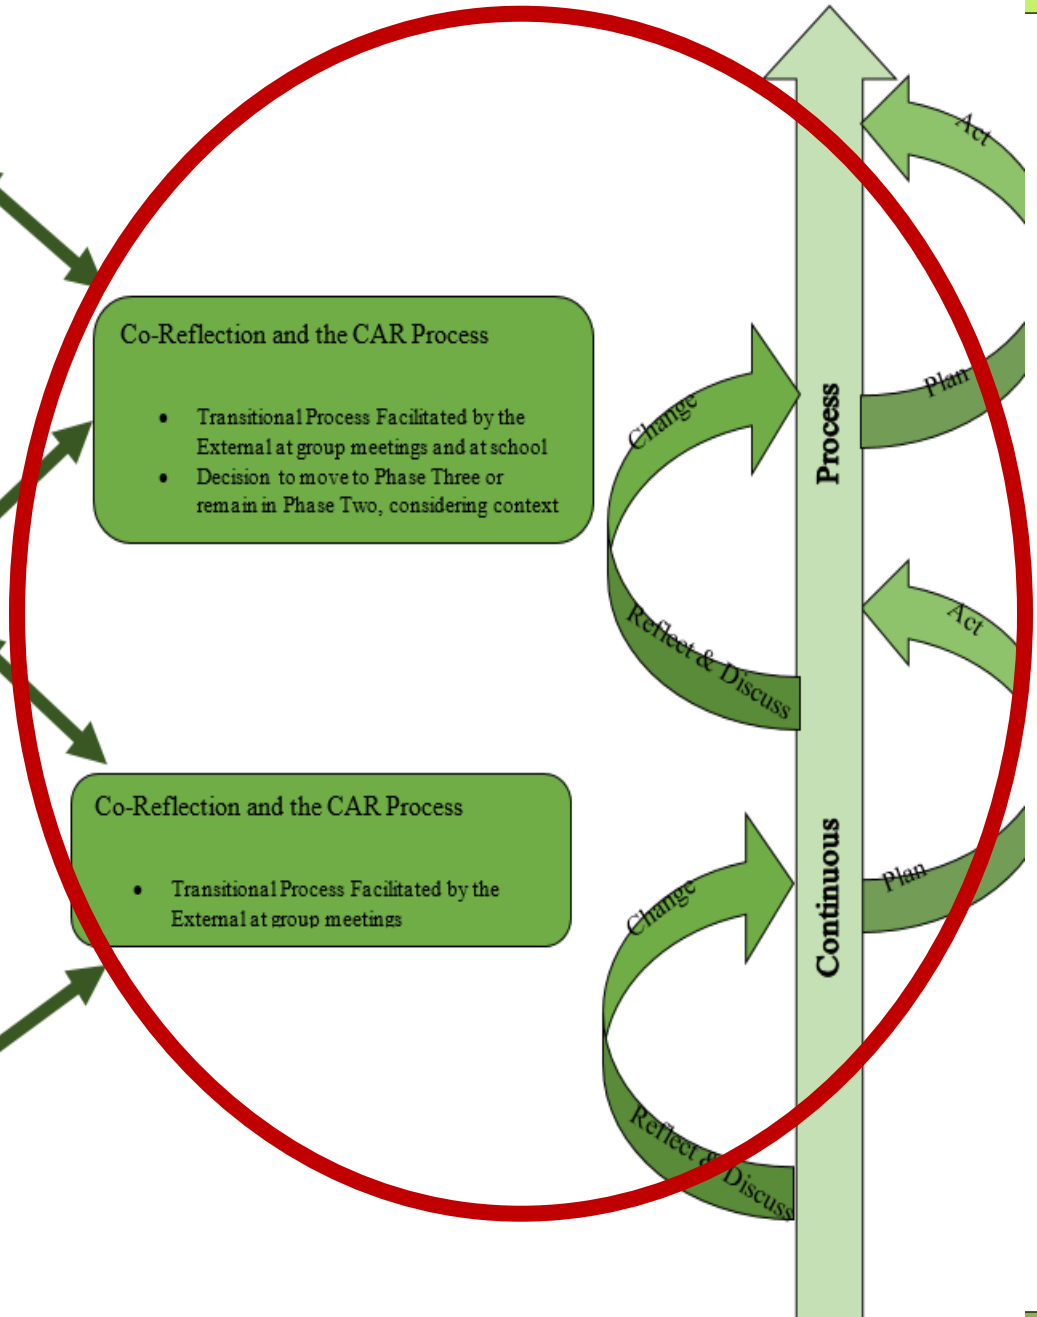 Act
Co-Reflection and the CAR Process
• Transitional Process Facilitated by the
External at group meetings and at school
• Decision to move to Phase Three or
remain in Phase Two, considering context
Change
Process
Plan
Reflect & Discuss
Act
Co-Reflection and the CAR Process
• Transitional Process Facilitated by the
External at group meetings
Change
Continuous
Plan
Reflect & Discuss